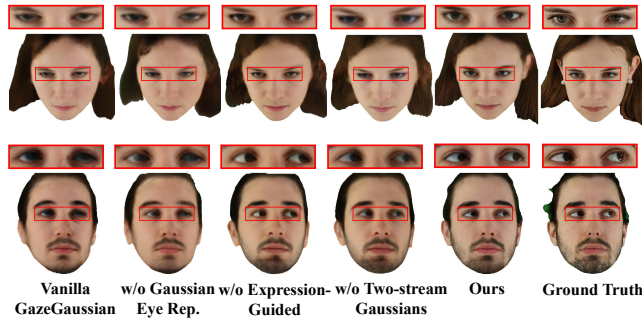 Vanilla GazeGaussian
w/o Gaussian Eye Rep.
w/o Expression-Guided
w/o Two-stream Gaussians
Ours
Ground Truth